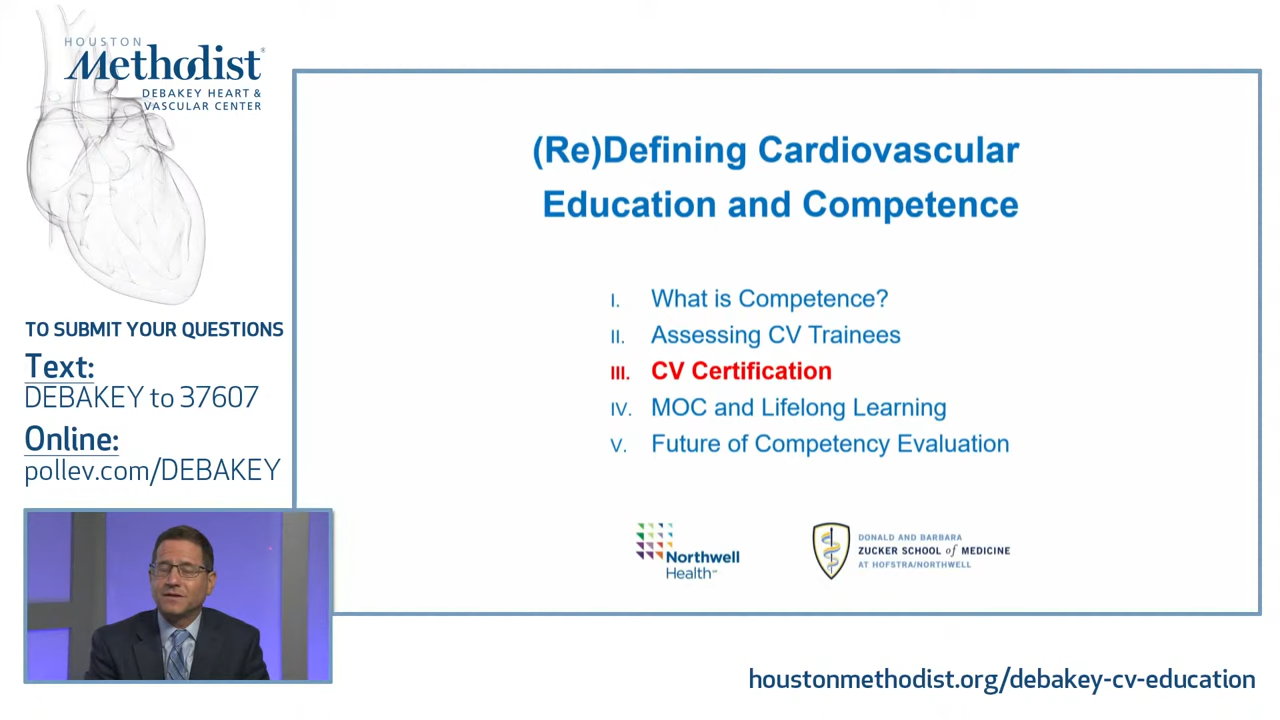 HOUSTON
Methodist®
DEBAKEY HEART &
VASCULAR CENTER
TO SUBMIT YOUR QUESTIONS
Text:
DEBAKEY to 37607
Online:
pollev.com/DEBAKEY
(Re)Defining Cardiovascular
Education and Competence
I. What is Competence?
II. Assessing CV Trainees
III. CV Certification
IV. MOC and Lifelong Learning
V. Future of Competency Evaluation
Northwell
Health℠
DONALD AND BARBARA
ZUCKER SCHOOL of MEDICINE
AT HOFSTRA/NORTHWELL
houstonmethodist.org/debakey-cv-education